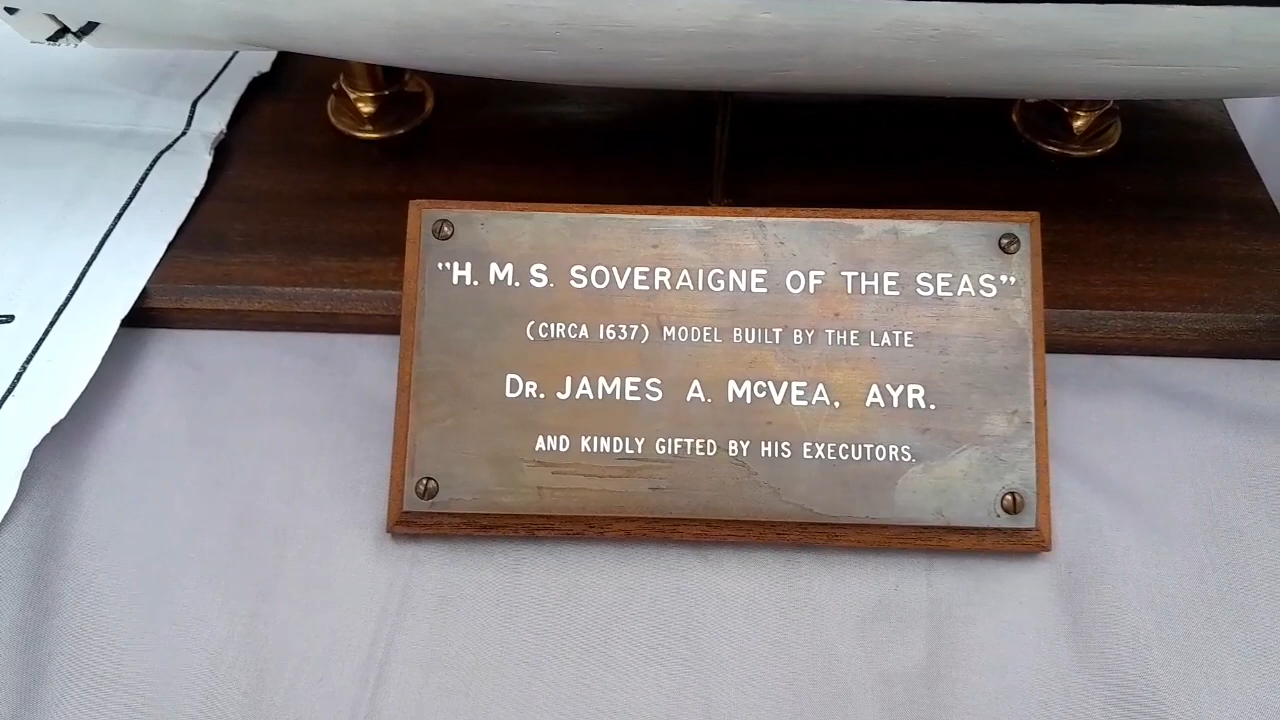 "H. M. S. SOVERAIGNE OF THE SEAS"
(CIRCA 1637) MODEL BUILT BY THE LATE
DR. JAMES A. McVEA, AYR.
AND KINDLY GIFTED BY HIS EXECUTORS.